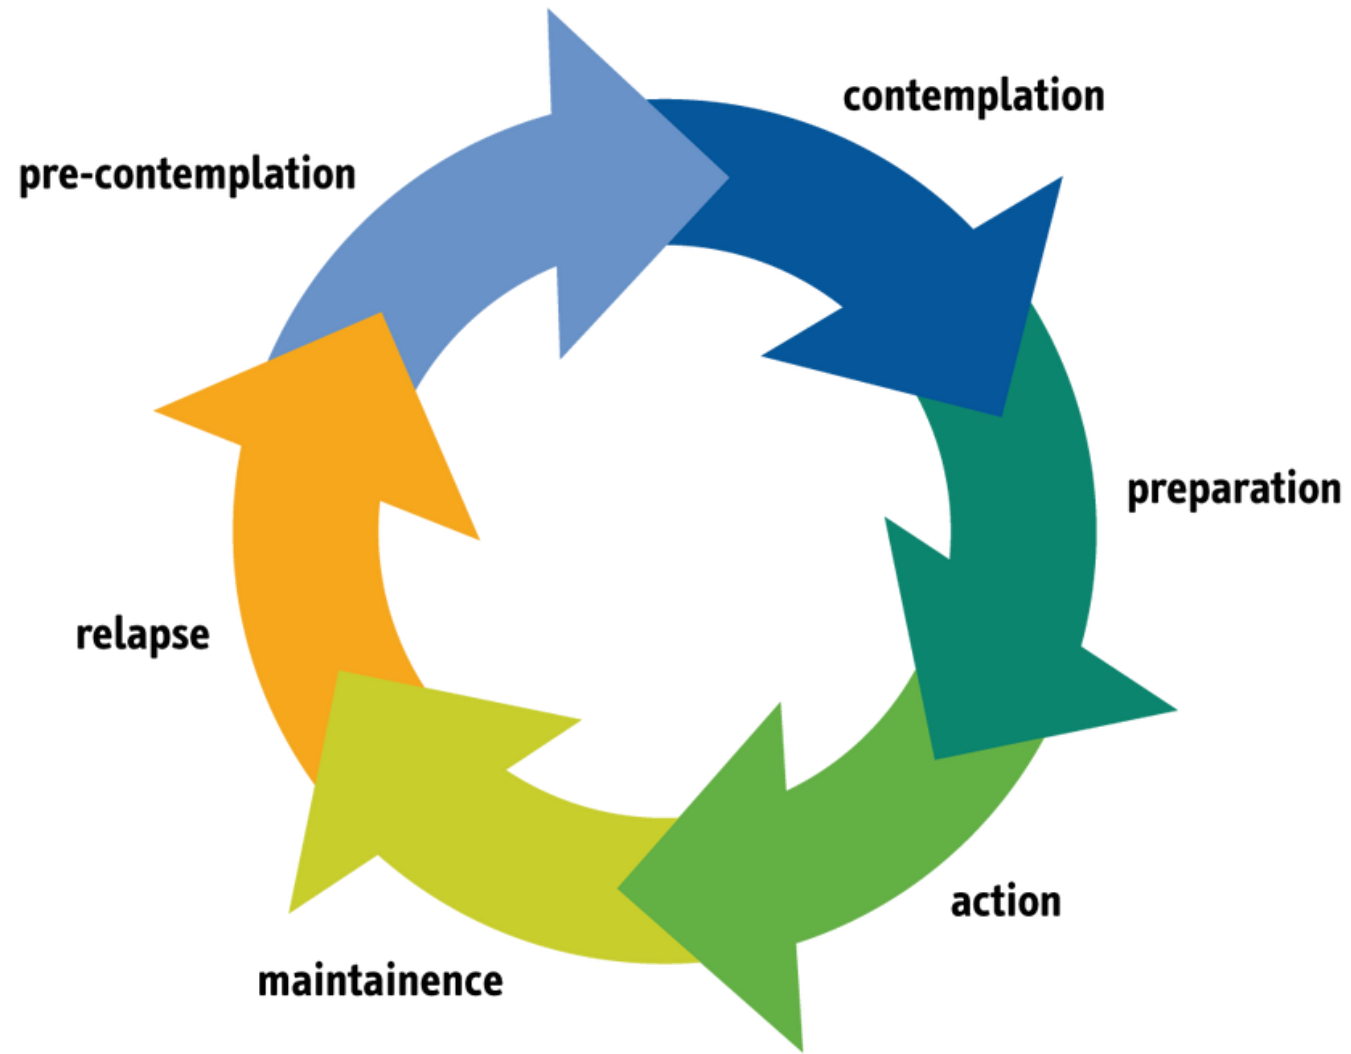 contemplation
pre-contemplation
preparation
relapse
action
maintainence